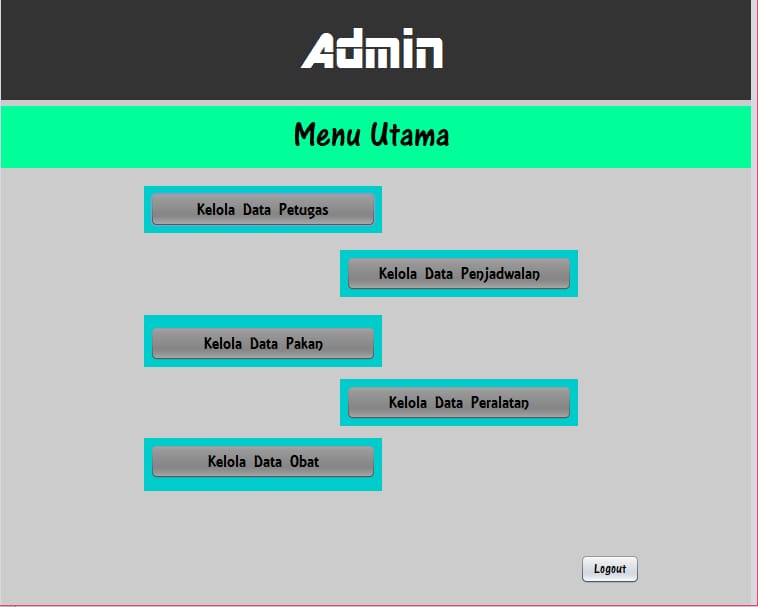 Admin
Menu Utama
Kelola Data Petugas
Kelola Data Penjadwalan
Kelola Data Pakan
Kelola Data Peralatan
Kelola Data Obat
Logout